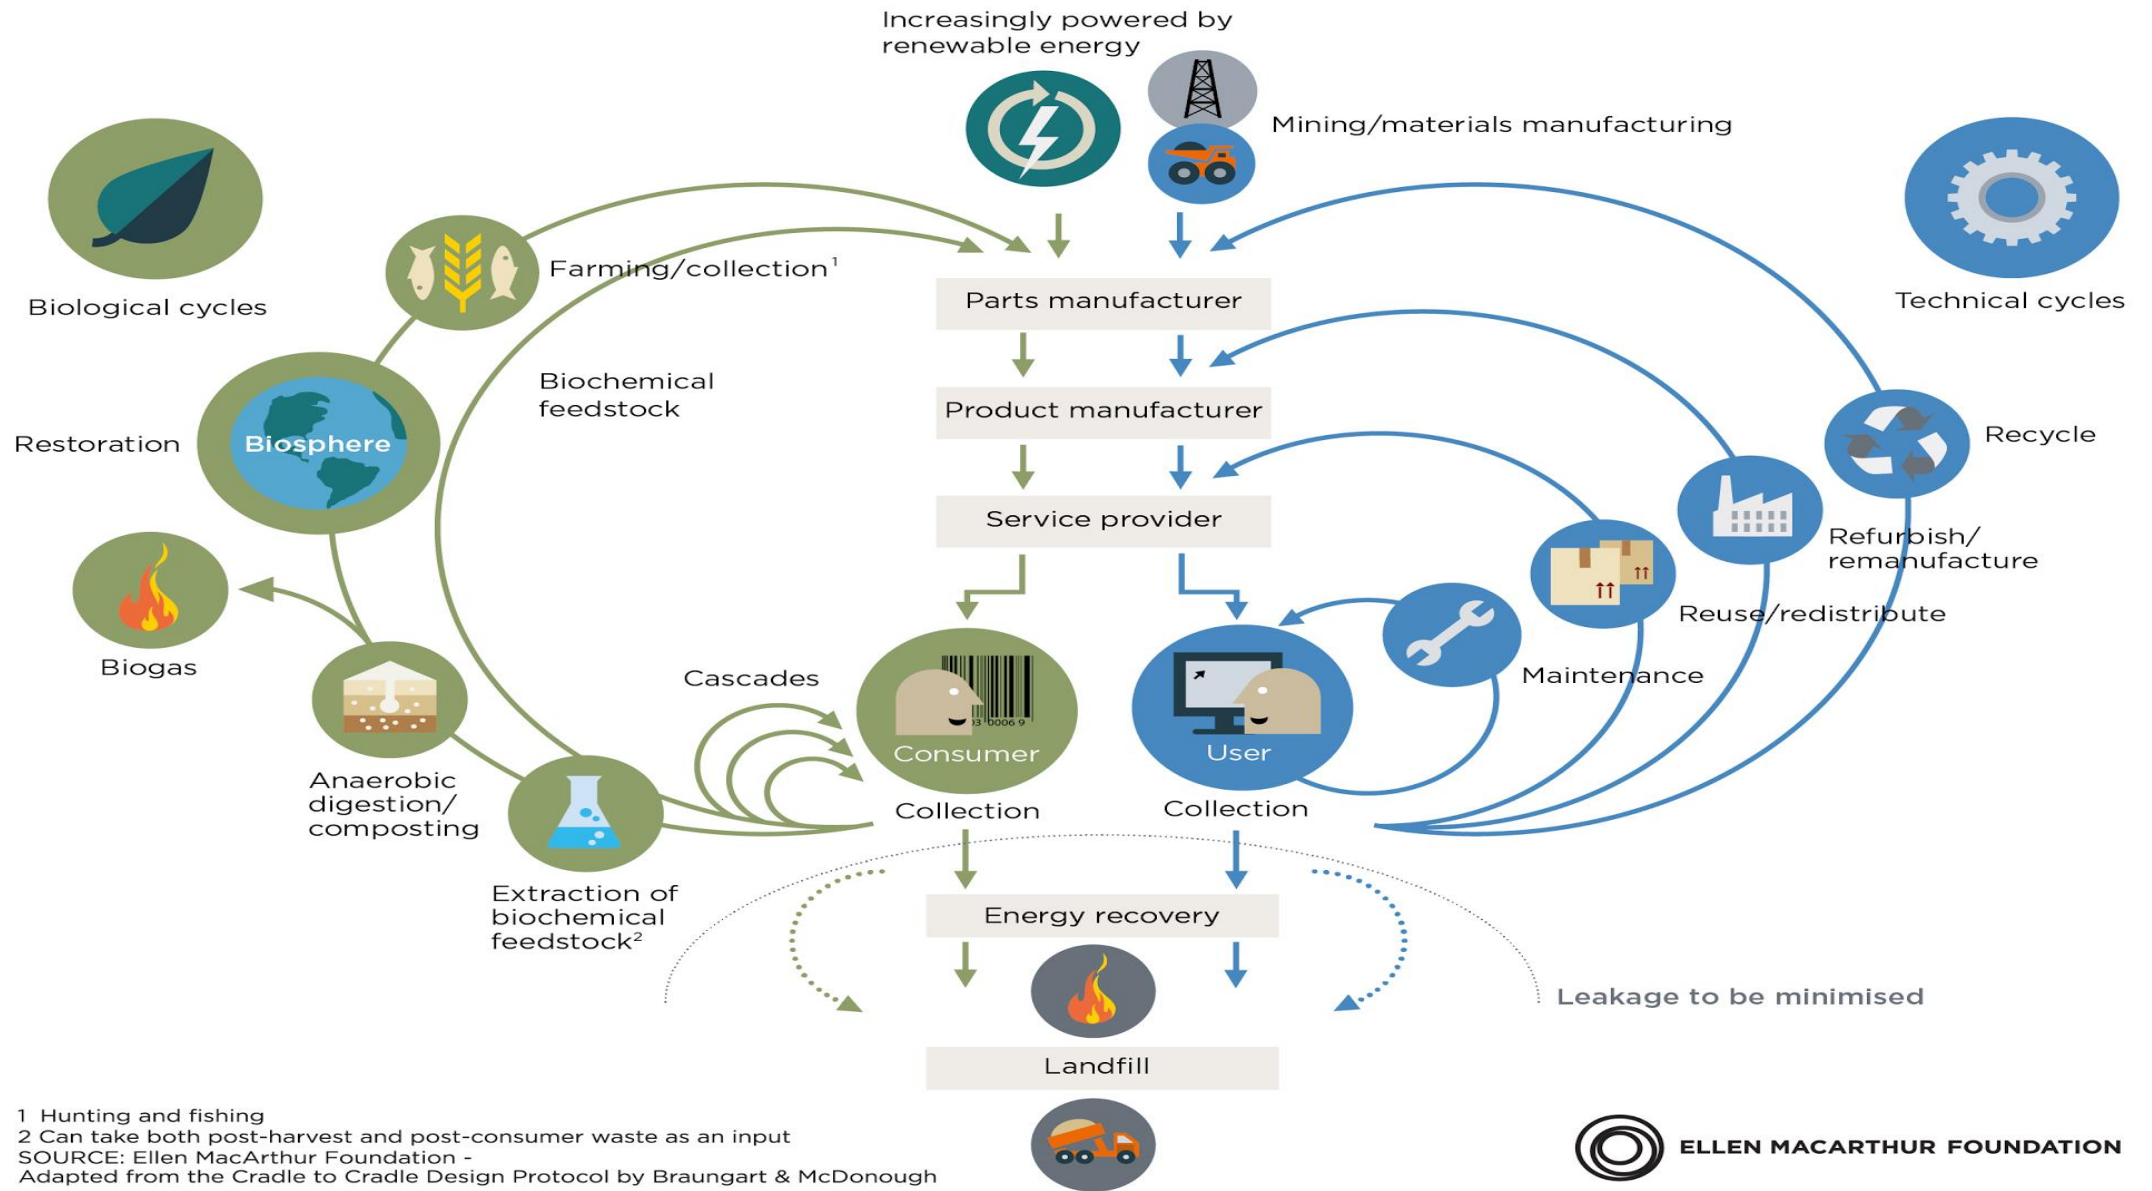 Increasingly powered by
renewable energy
Mining/materials manufacturing
Biological cycles
Technical cycles
Farming/collection¹
Parts manufacturer
Biochemical
feedstock
Product manufacturer
Restoration
Biosphere
Recycle
Service provider
Refurbish/
remanufacture
Reuse/redistribute
Biogas
Cascades
Maintenance
Consumer
User
03 0006 9
Anaerobic
digestion/
composting
Collection
Collection
Extraction of
biochemical
feedstock²
Energy recovery
Leakage to be minimised
Landfill
1 Hunting and fishing
2 Can take both post-harvest and post-consumer waste as an input
SOURCE: Ellen MacArthur Foundation -
Adapted from the Cradle to Cradle Design Protocol by Braungart & McDonough
ELLEN MACARTHUR FOUNDATION